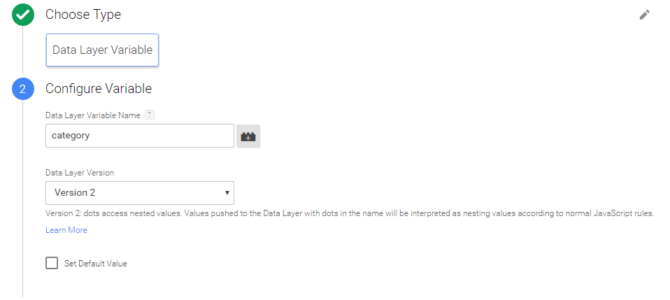 Choose Type
Data Layer Variable
2 Configure Variable
Data Layer Variable Name ?
category
Data Layer Version
Version 2
Version 2: dots access nested values. Values pushed to the Data Layer with dots in the name will be interpreted as nesting values according to normal JavaScript rules.
Learn More
Set Default Value